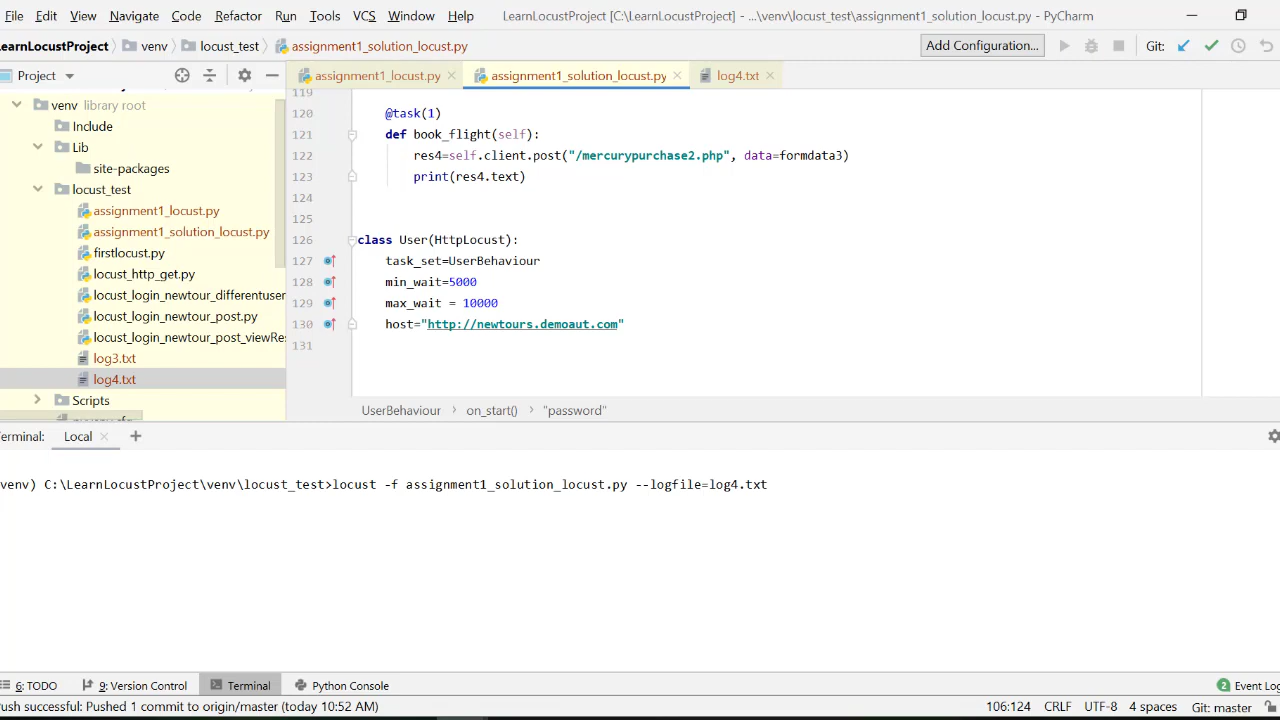 File Edit View Navigate Code Refactor Run Tools VCS Window Help LearnLocustProject [C:\LearnLocustProject] - ...\venv\locust_test\assignment1_solution_locust.py - PyCharm
earnLocustProject venv locust_test assignment1_solution_locust.py Add Configuration... Git:
Project assignment1_locust.py assignment1_solution_locust.py log4.txt
venv library root
Include
Lib
site-packages
locust_test
assignment1_locust.py
assignment1_solution_locust.py
firstlocust.py
locust_http_get.py
locust_login_newtour_differentuser
locust_login_newtour_post.py
locust_login_newtour_post_viewRes
log3.txt
log4.txt
Scripts
119
120 @task(1)
121 def book_flight(self):
122 res4=self.client.post("/mercurypurchase2.php", data=formdata3)
123 print(res4.text)
124
125
126 class User(HttpLocust):
127 task_set=UserBehaviour
128 min_wait=5000
129 max_wait = 10000
130 host="http://newtours.demoaut.com"
131
UserBehaviour on_start() "password"
erminal: Local +
venv) C:\LearnLocustProject\venv\locust_test>locust -f assignment1_solution_locust.py --logfile=log4.txt
6: TODO 9: Version Control Terminal Python Console 2 Event Log
ush successful: Pushed 1 commit to origin/master (today 10:52 AM) 106:124 CRLF UTF-8 4 spaces Git: master